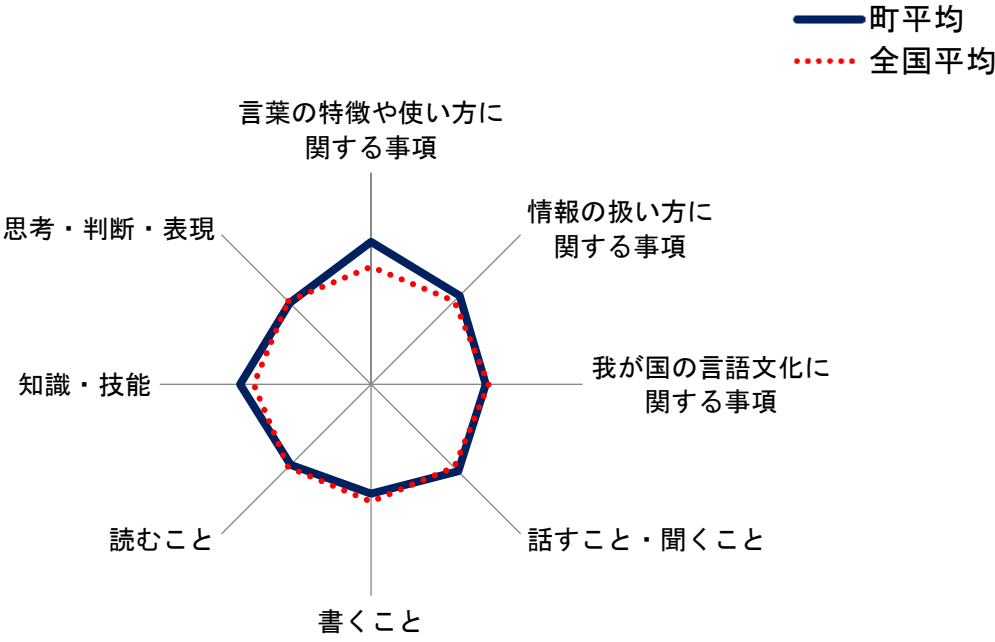 町平均
全国平均
言葉の特徴や使い方に
関する事項
情報の扱い方に
関する事項
我が国の言語文化に
関する事項
話すこと・聞くこと
書くこと
読むこと
知識・技能
思考・判断・表現